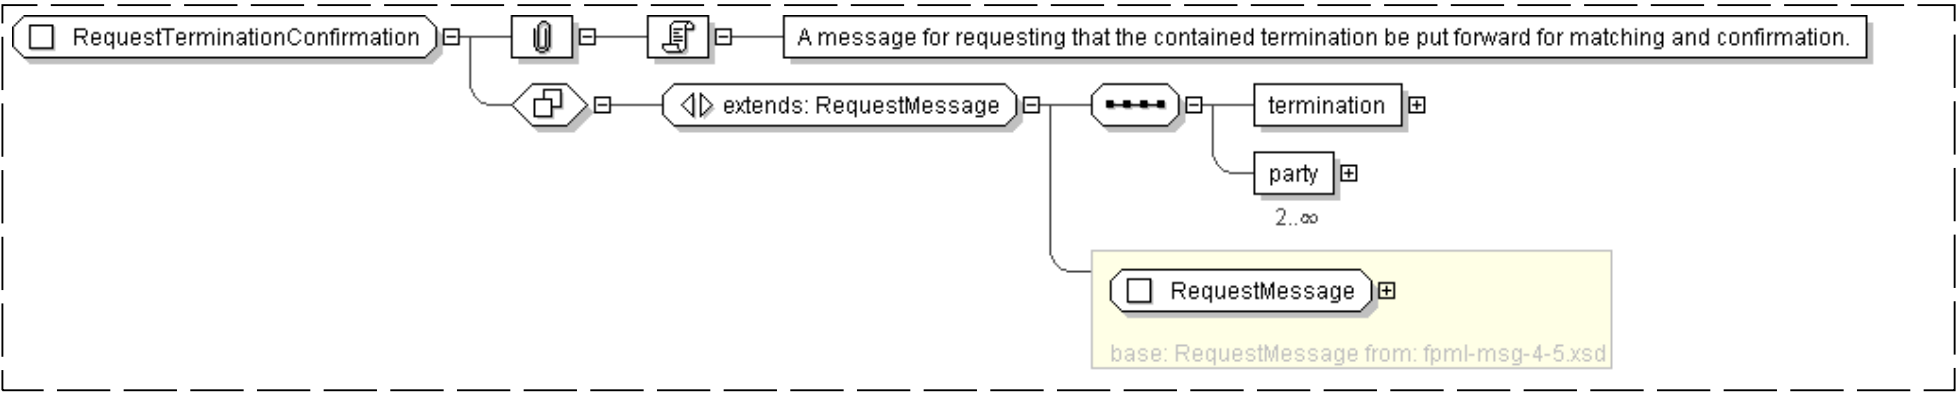 RequestTerminationConfirmation
A message for requesting that the contained termination be put forward for matching and confirmation.
extends: RequestMessage
termination
party
2..∞
RequestMessage
base: RequestMessage from: fpml-msg-4-5.xsd